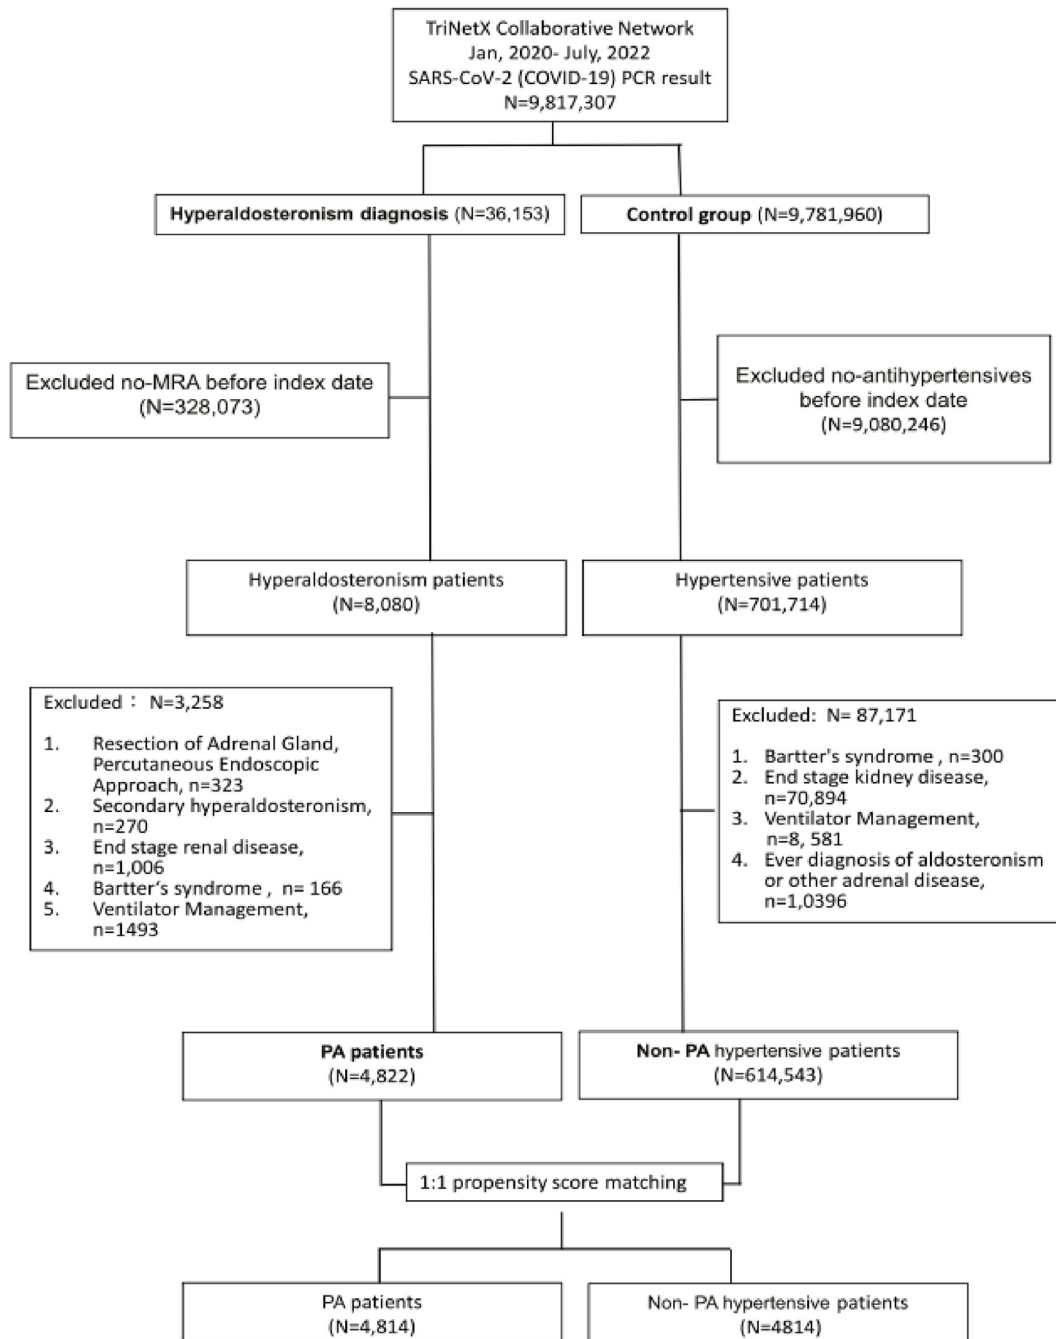 TriNetX Collaborative Network
Jan, 2020- July, 2022
SARS-CoV-2 (COVID-19) PCR result
N=9,817,307
Hyperaldosteronism diagnosis (N=36,153)
Control group (N=9,781,960)
Excluded no-MRA before index date
(N=328,073)
Excluded no-antihypertensives
before index date
(N=9,080,246)
Hyperaldosteronism patients
(N=8,080)
Hypertensive patients
(N=701,714)
Excluded： N=3,258
1. Resection of Adrenal Gland,
Percutaneous Endoscopic
Approach, n=323
2. Secondary hyperaldosteronism,
n=270
3. End stage renal disease,
n=1,006
4. Bartter’s syndrome , n= 166
5. Ventilator Management,
n=1493
Excluded: N= 87,171
1. Bartter's syndrome , n=300
2. End stage kidney disease,
n=70,894
3. Ventilator Management,
n=8, 581
4. Ever diagnosis of aldosteronism
or other adrenal disease,
n=1,0396
PA patients
(N=4,822)
Non- PA hypertensive patients
(N=614,543)
1:1 propensity score matching
PA patients
(N=4,814)
Non- PA hypertensive patients
(N=4814)